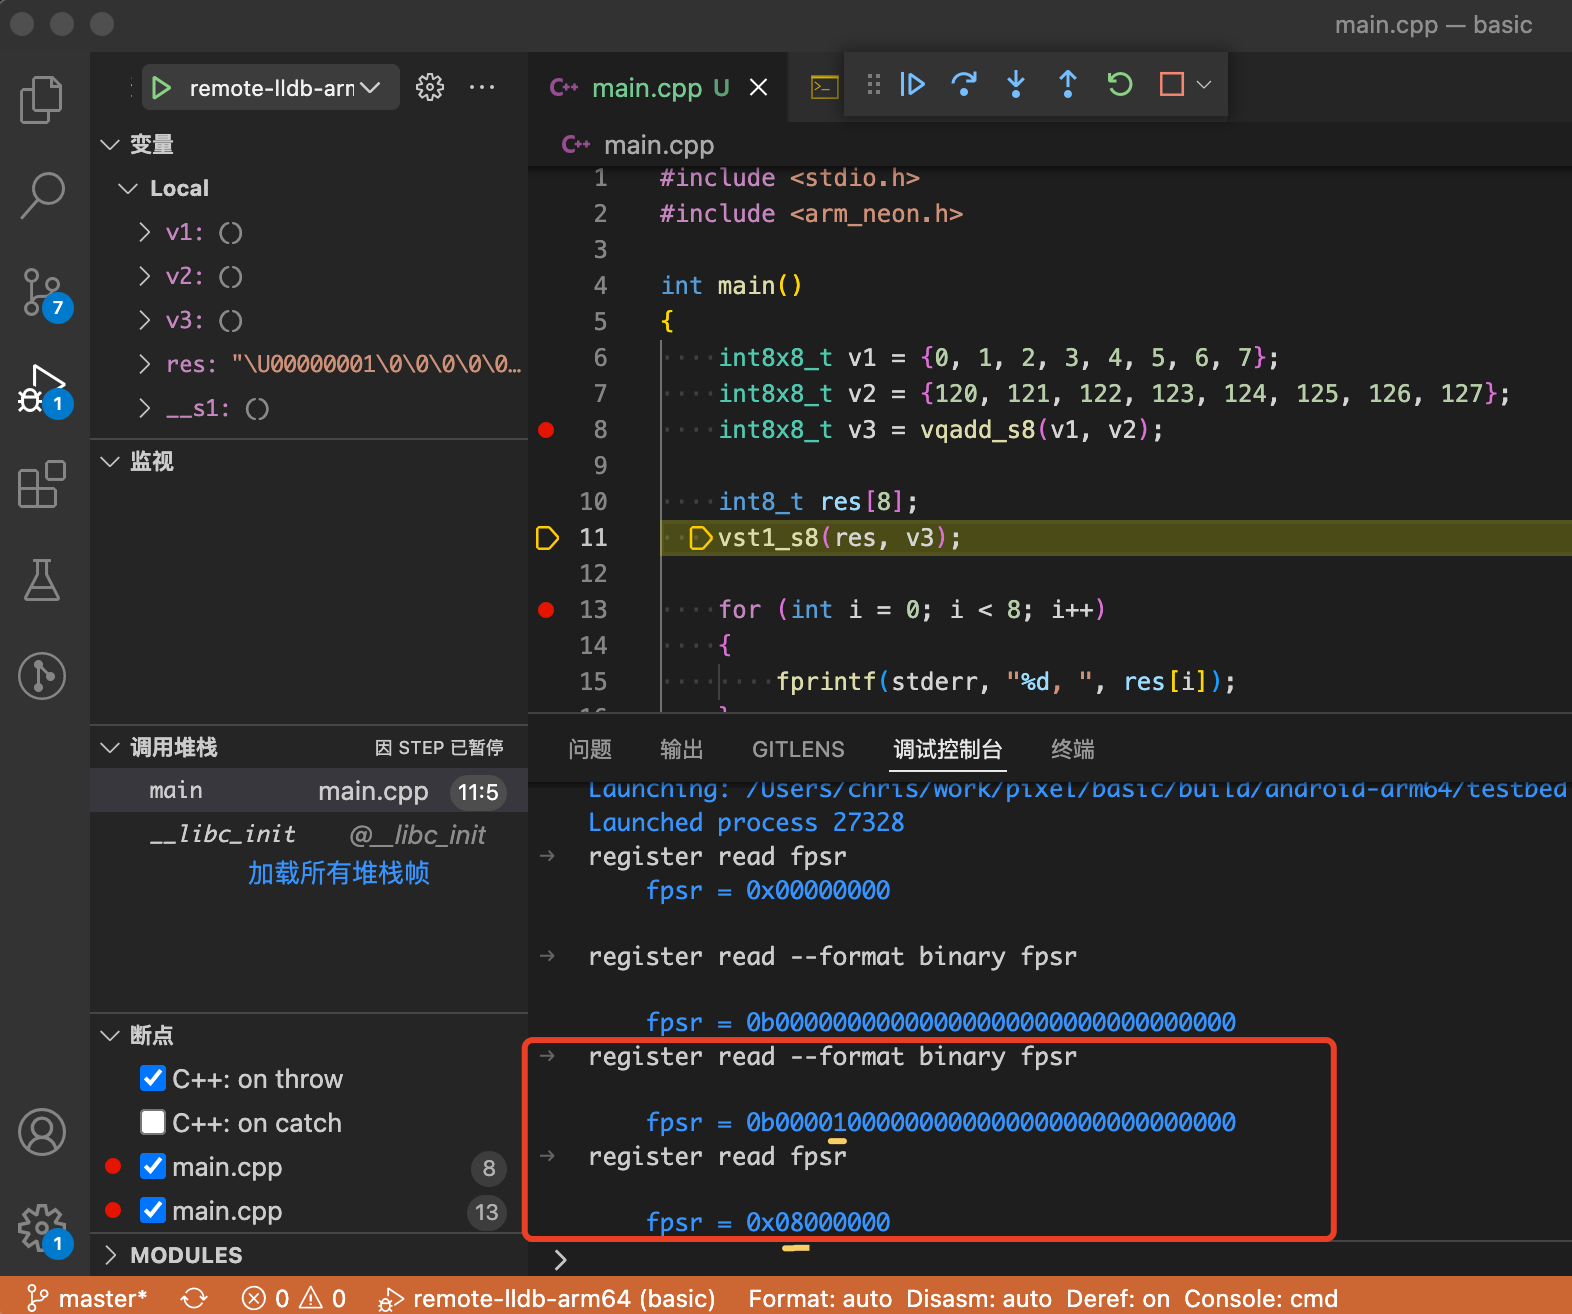 main.cpp — basic
remote-lldb-arm
main.cpp U
变量
Local
v1: ()
v2: ()
v3: ()
res: "\U00000001\0\0\0\0\0…
__s1: ()
监视
调用堆栈 因 STEP 已暂停
main main.cpp 11:5
__libc_init @__libc_init
加载所有堆栈帧
断点
C++: on throw
C++: on catch
main.cpp 8
main.cpp 13
MODULES
7
1
1
C++ main.cpp
1 #include <stdio.h>
2 #include <arm_neon.h>
3
4 int main()
5 {
6 int8x8_t v1 = {0, 1, 2, 3, 4, 5, 6, 7};
7 int8x8_t v2 = {120, 121, 122, 123, 124, 125, 126, 127};
8 int8x8_t v3 = vqadd_s8(v1, v2);
9
10 int8_t res[8];
11 vst1_s8(res, v3);
12
13 for (int i = 0; i < 8; i++)
14 {
15 fprintf(stderr, "%d, ", res[i]);
问题 输出 GITLENS 调试控制台 终端
Launching: /Users/chris/work/pixel/basic/build/android-arm64/testbed
Launched process 27328
→ register read fpsr
fpsr = 0x00000000
→ register read --format binary fpsr
fpsr = 0b00000000000000000000000000000000
→ register read --format binary fpsr
fpsr = 0b00001000000000000000000000000000
→ register read fpsr
fpsr = 0x08000000
master* 0 0 remote-lldb-arm64 (basic) Format: auto Disasm: auto Deref: on Console: cmd